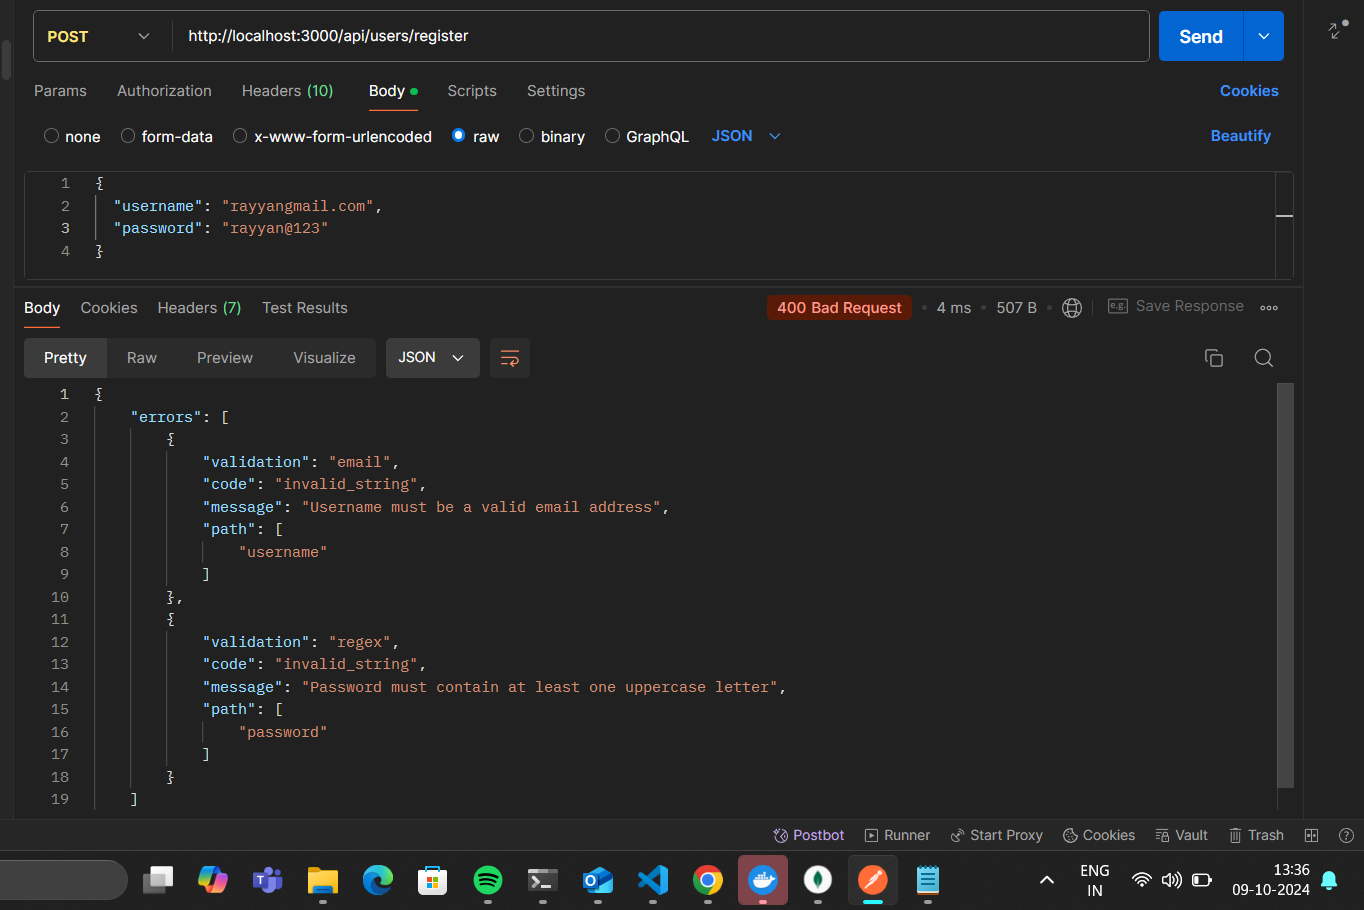 POST http://localhost:3000/api/users/register Send
Params Authorization Headers (10) Body Scripts Settings Cookies
none form-data x-www-form-urlencoded raw binary GraphQL JSON Beautify
1 {
2 "username": "rayyangmail.com",
3 "password": "rayyan@123"
4 }
Body Cookies Headers (7) Test Results 400 Bad Request 4 ms 507 B e.g. Save Response
Pretty Raw Preview Visualize JSON
1 {
2 "errors": [
3 {
4 "validation": "email",
5 "code": "invalid_string",
6 "message": "Username must be a valid email address",
7 "path": [
8 "username"
9 ]
10 },
11 {
12 "validation": "regex",
13 "code": "invalid_string",
14 "message": "Password must contain at least one uppercase letter",
15 "path": [
16 "password"
17 ]
18 }
19 ]
Postbot Runner Start Proxy Cookies Vault Trash
ENG 13:36
IN 09-10-2024